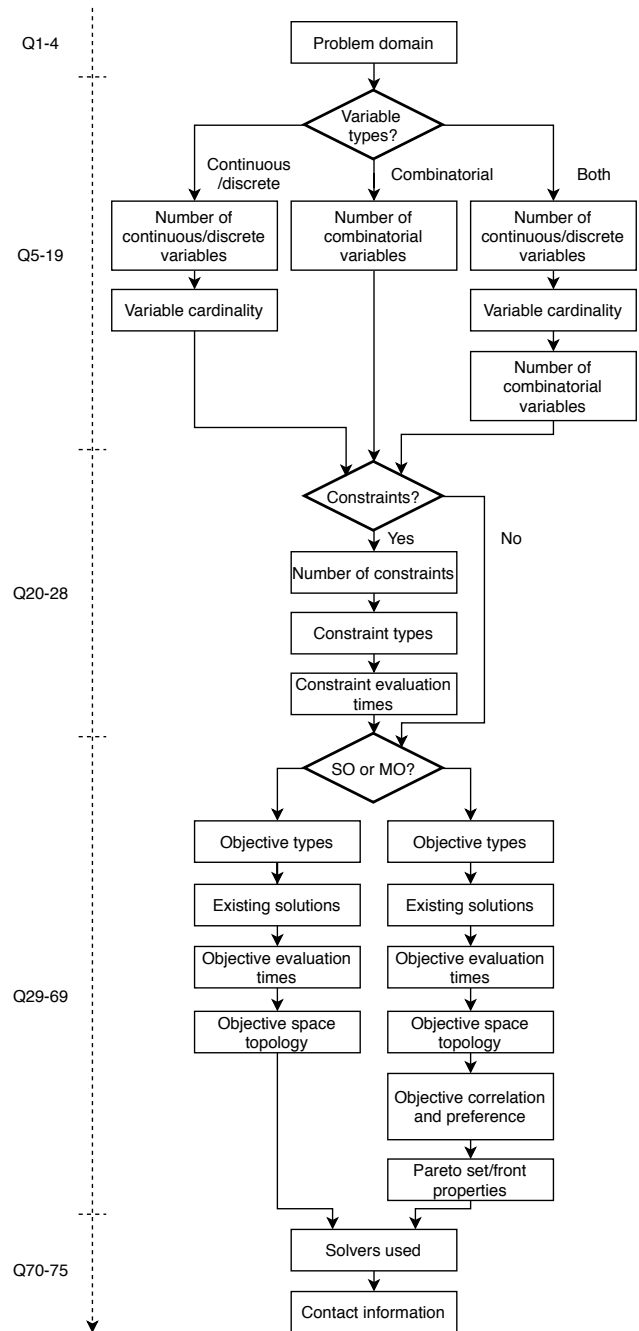 Q1-4
Problem domain
Variable
types?
Continuous
/discrete
Combinatorial
Both
Q5-19
Number of
continuous/discrete
variables
Number of
combinatorial
variables
Number of
continuous/discrete
variables
Variable cardinality
Variable cardinality
Number of
combinatorial
variables
Constraints?
Yes
No
Q20-28
Number of constraints
Constraint types
Constraint evaluation
times
SO or MO?
Q29-69
Objective types
Existing solutions
Objective evaluation
times
Objective space
topology
Objective types
Existing solutions
Objective evaluation
times
Objective space
topology
Objective correlation
and preference
Pareto set/front
properties
Q70-75
Solvers used
Contact information